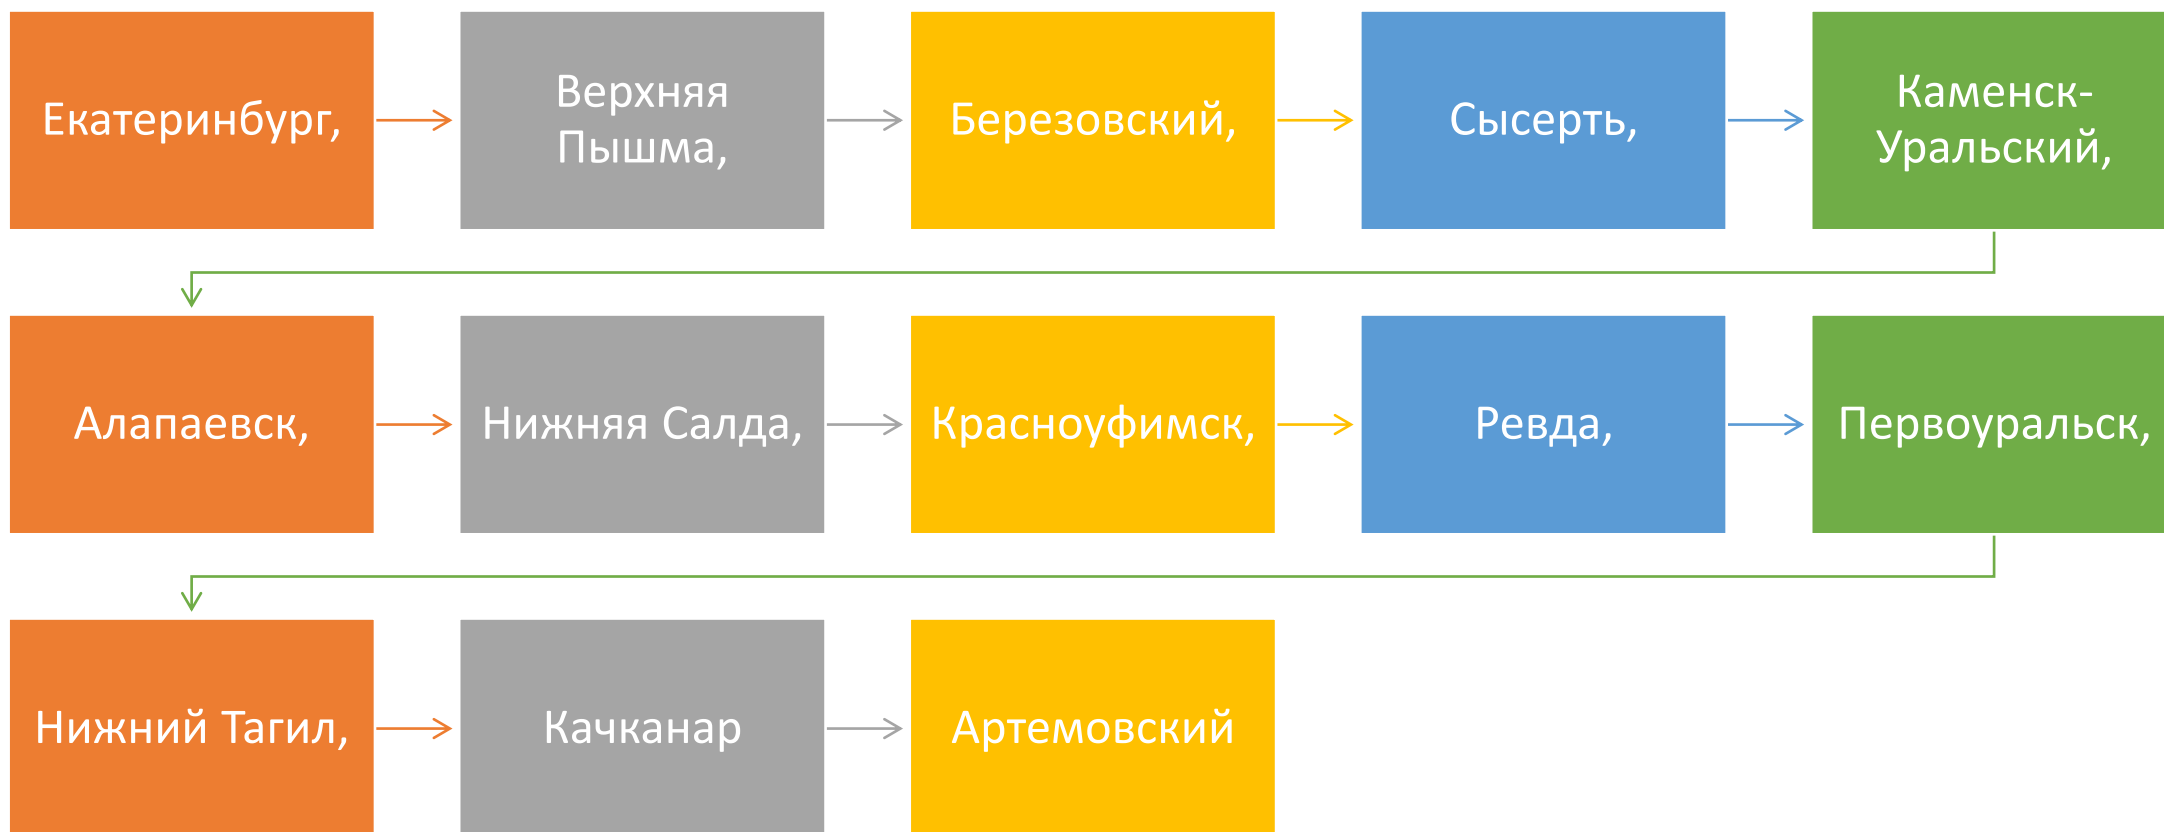 Екатеринбург,
Верхняя
Пышма,
Березовский,
Сысерть,
Каменск-
Уральский,
Алапаевск,
Нижняя Салда,
Красноуфимск,
Ревда,
Первоуральск,
Нижний Тагил,
Качканар
Артемовский